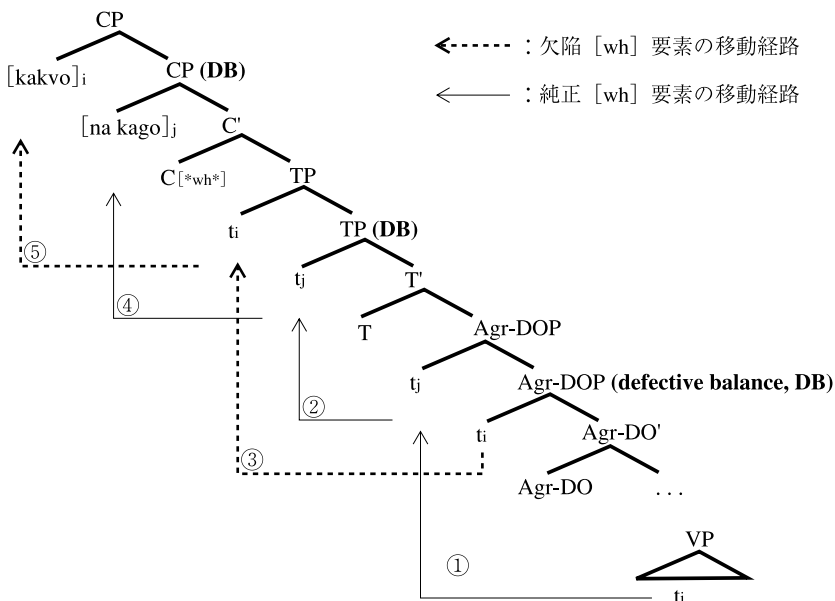 CP
[kakvo]i
CP (DB)
[na kago]j
C'
C[*wh*]
TP
ti
TP (DB)
tj
T'
T
Agr-DOP
tj
Agr-DOP (defective balance, DB)
ti
Agr-DO'
Agr-DO
...
VP
tj
①
②
③
④
⑤
：欠陥［wh］要素の移動経路
：純正［wh］要素の移動経路